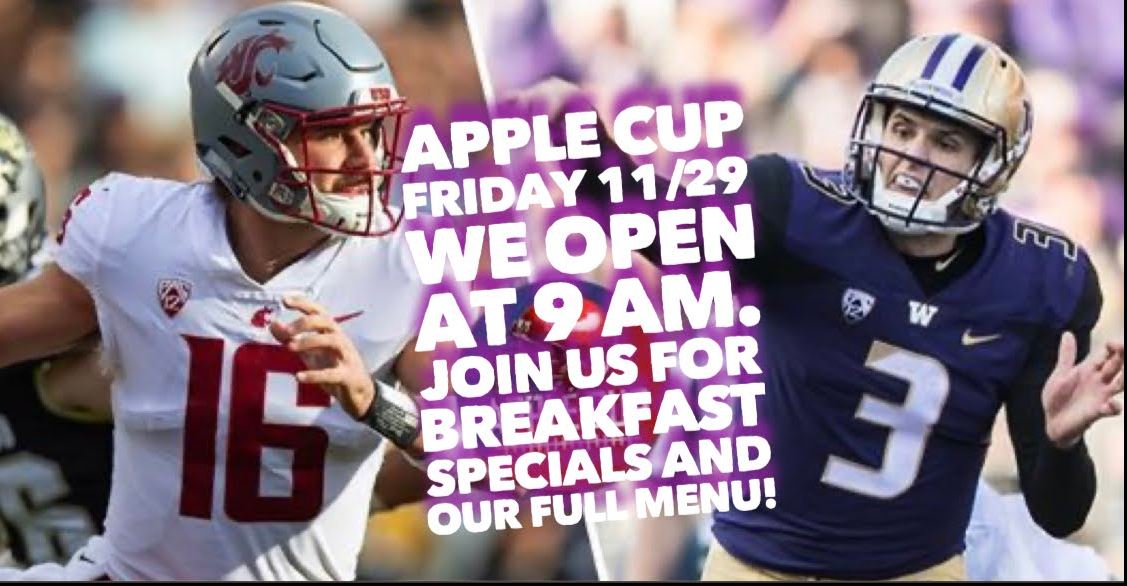 APPLE CUP
FRIDAY 11/29
WE OPEN
AT 9 AM.
JOIN US FOR
BREAKFAST
SPECIALS AND
OUR FULL MENU!
16
3
3
W